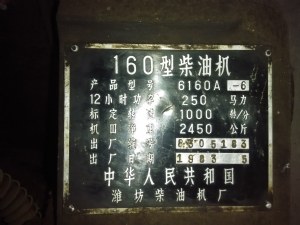 160型柴油机
产品型号 6160A -6
12小时功率 250 马力
标定转速 1000 转/分
机重 2450 公斤
出厂编号 8305183
出厂日期 1983 5
中华人民共和国
潍坊柴油机厂